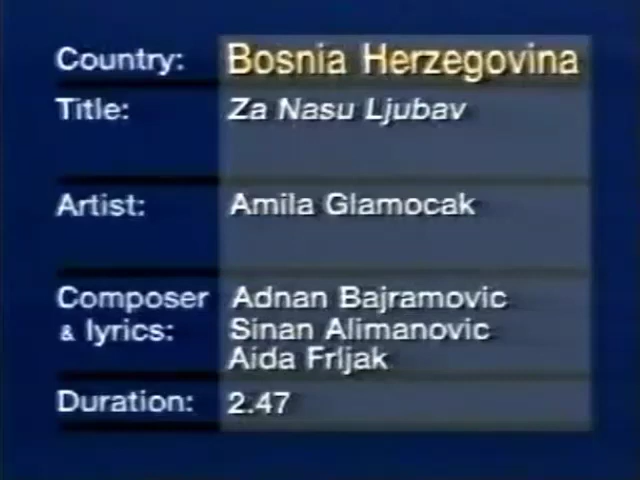 Country: Bosnia Herzegovina
Title: Za Nasu Ljubav
Artist: Amila Glamocak
Composer Adnan Bajramovic
& lyrics: Sinan Alimanovic
Aida Frljak
Duration: 2.47